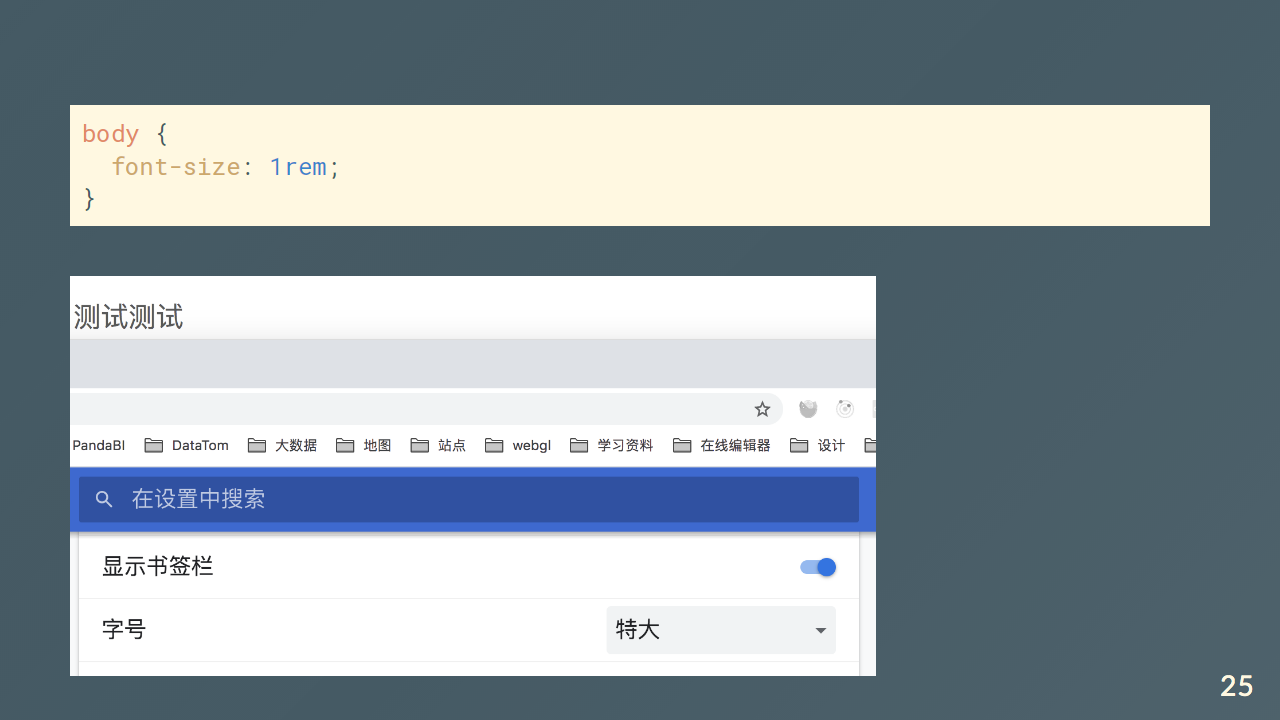 body {
  font-size: 1rem;
}
测试测试
PandaBI DataTom 大数据 地图 站点 webgl 学习资料 在线编辑器 设计
在设置中搜索
显示书签栏
字号 特大
25